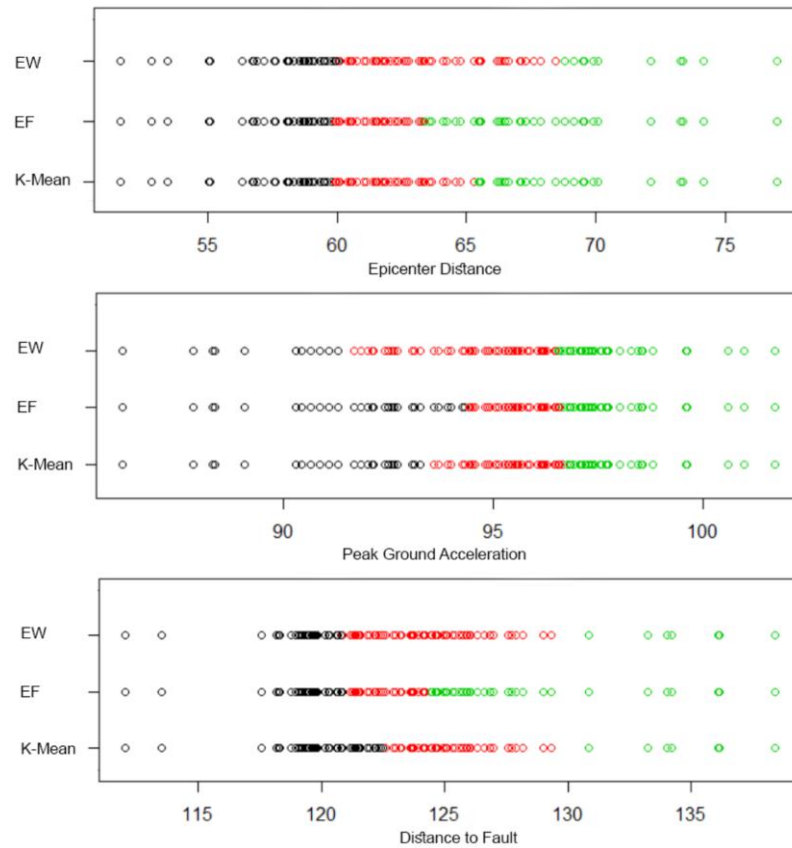 EW
EF
K-Mean
55 60 65 70 75
Epicenter Distance
EW
EF
K-Mean
90 95 100
Peak Ground Acceleration
EW
EF
K-Mean
115 120 125 130 135
Distance to Fault